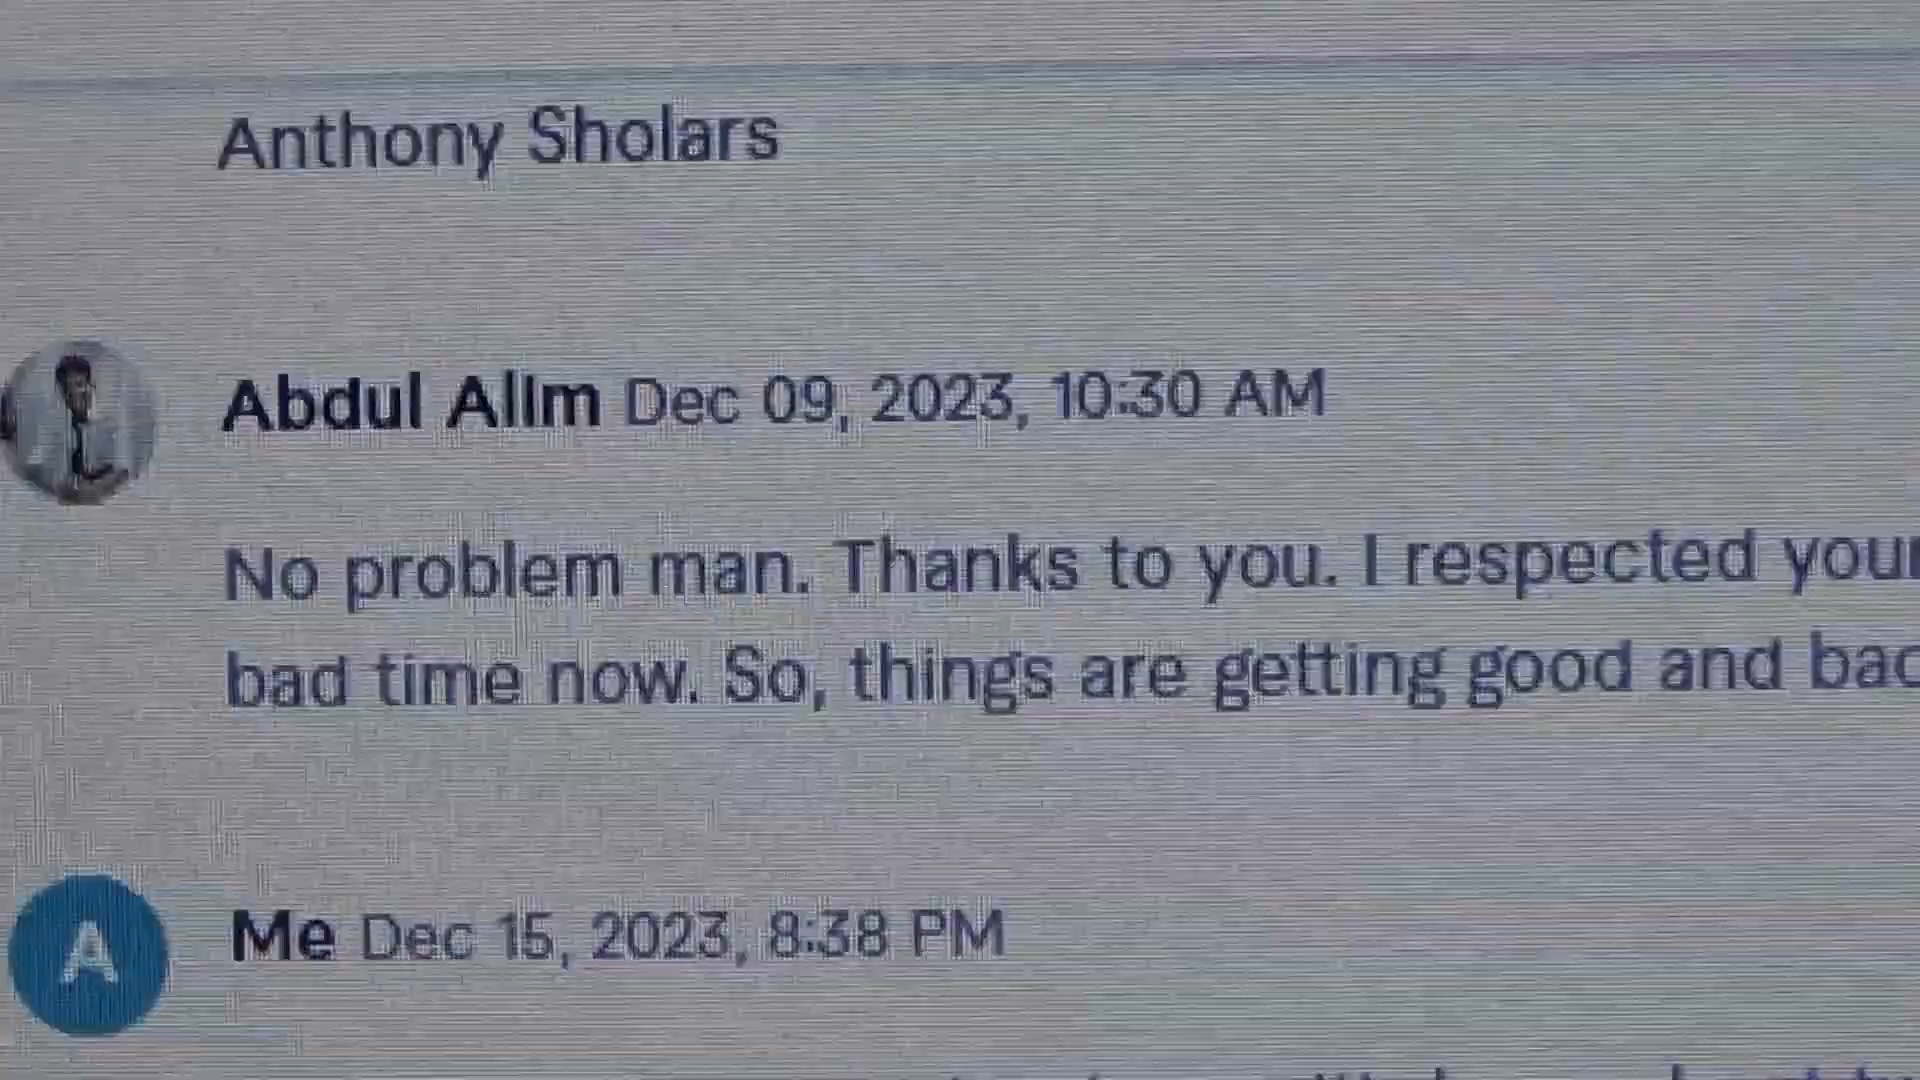 Anthony Sholars
Abdul Alim Dec 09, 2023, 10:30 AM
No problem man. Thanks to you. I respected your
bad time now. So, things are getting good and bad
A
Me Dec 15, 2023, 8:38 PM